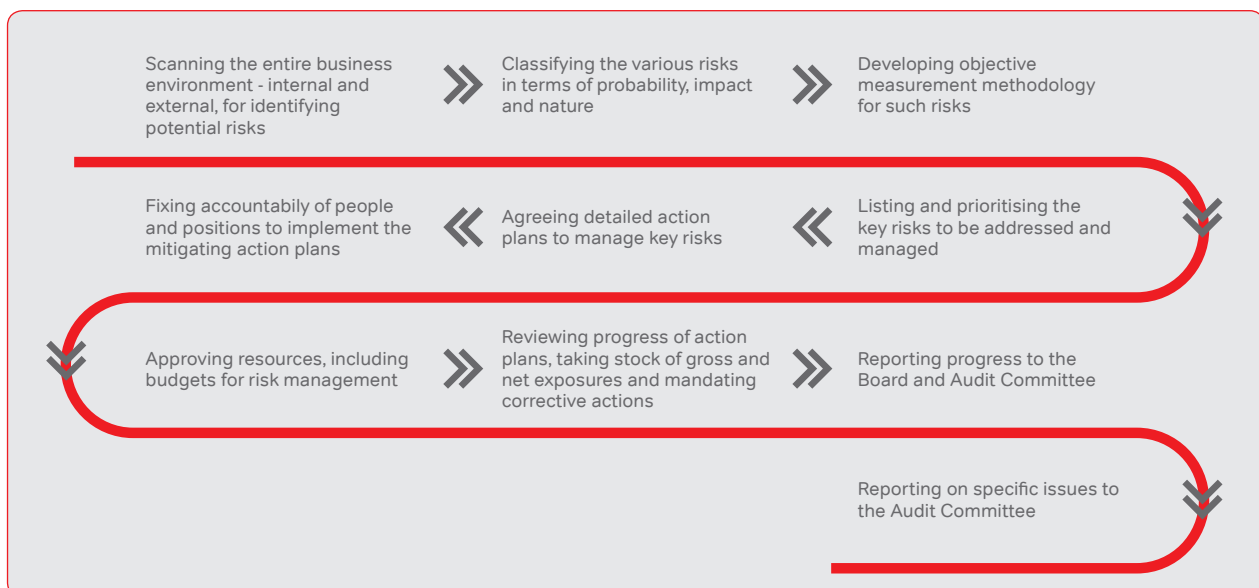 Scanning the entire business
environment - internal and
external, for identifying
potential risks
Classifying the various risks
in terms of probability, impact
and nature
Developing objective
measurement methodology
for such risks
Listing and prioritising the
key risks to be addressed and
managed
Agreeing detailed action
plans to manage key risks
Fixing accountabily of people
and positions to implement the
mitigating action plans
Approving resources, including
budgets for risk management
Reviewing progress of action
plans, taking stock of gross and
net exposures and mandating
corrective actions
Reporting progress to the
Board and Audit Committee
Reporting on specific issues to
the Audit Committee